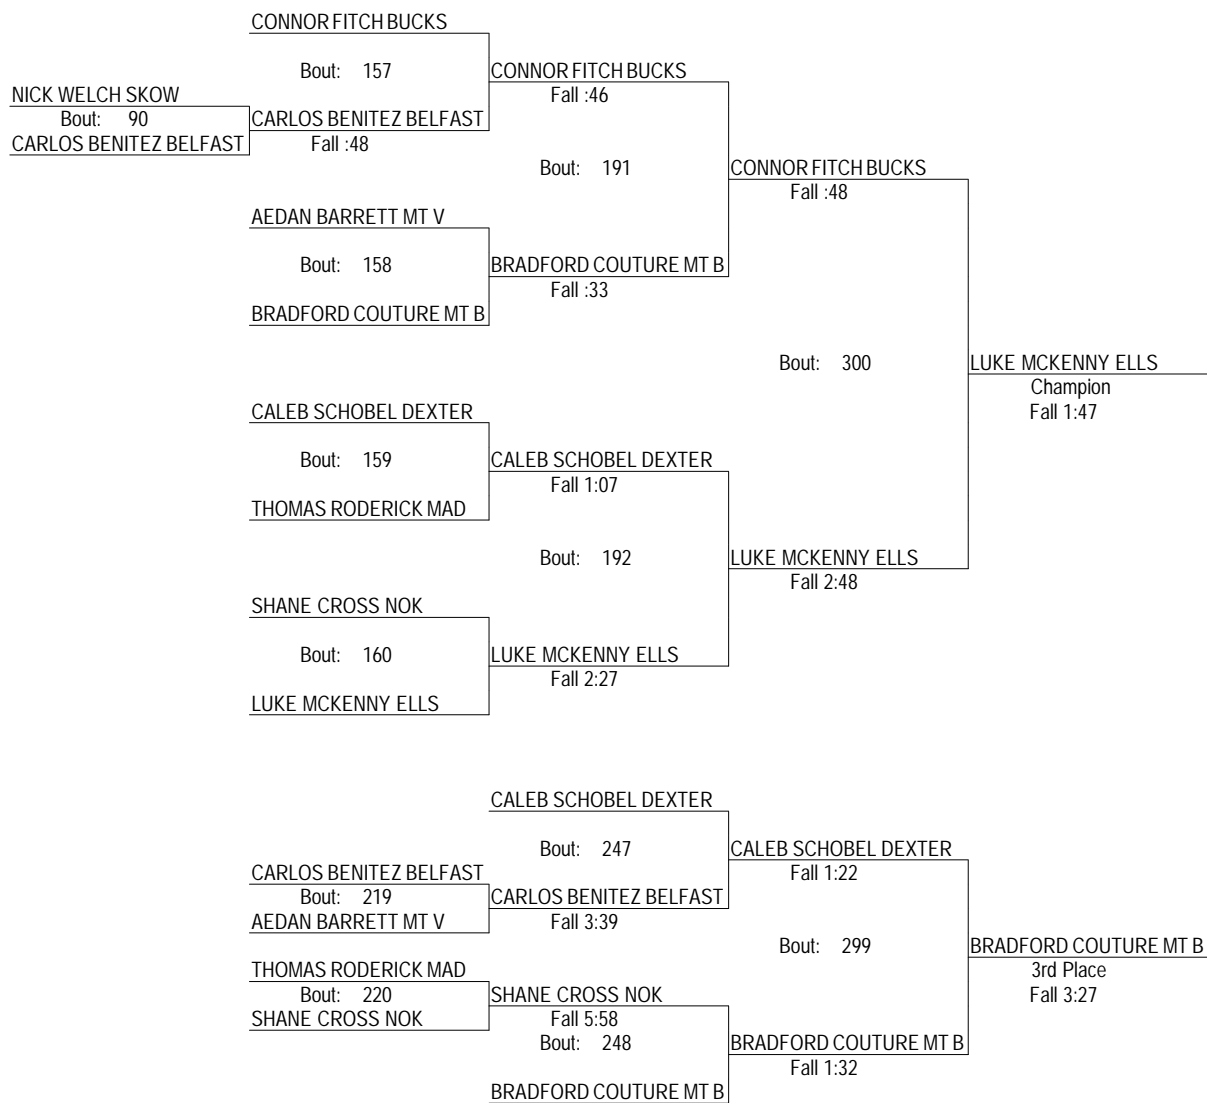 CONNOR FITCH BUCKS
Bout: 157
CONNOR FITCH BUCKS
NICK WELCH SKOW
Fall :46
Bout: 90
CARLOS BENITEZ BELFAST
CARLOS BENITEZ BELFAST
Fall :48
Bout: 191
CONNOR FITCH BUCKS
Fall :48
AEDAN BARRETT MT V
Bout: 158
BRADFORD COUTURE MT B
Fall :33
BRADFORD COUTURE MT B
Bout: 300
LUKE MCKENNY ELLS
Champion
CALEB SCHOBEL DEXTER
Fall 1:47
Bout: 159
CALEB SCHOBEL DEXTER
Fall 1:07
THOMAS RODERICK MAD
Bout: 192
LUKE MCKENNY ELLS
Fall 2:48
SHANE CROSS NOK
Bout: 160
LUKE MCKENNY ELLS
Fall 2:27
LUKE MCKENNY ELLS
CALEB SCHOBEL DEXTER
Bout: 247
CALEB SCHOBEL DEXTER
CARLOS BENITEZ BELFAST
Fall 1:22
Bout: 219
CARLOS BENITEZ BELFAST
AEDAN BARRETT MT V
Fall 3:39
Bout: 299
BRADFORD COUTURE MT B
THOMAS RODERICK MAD
3rd Place
Bout: 220
SHANE CROSS NOK
Fall 3:27
SHANE CROSS NOK
Fall 5:58
Bout: 248
BRADFORD COUTURE MT B
Fall 1:32
BRADFORD COUTURE MT B